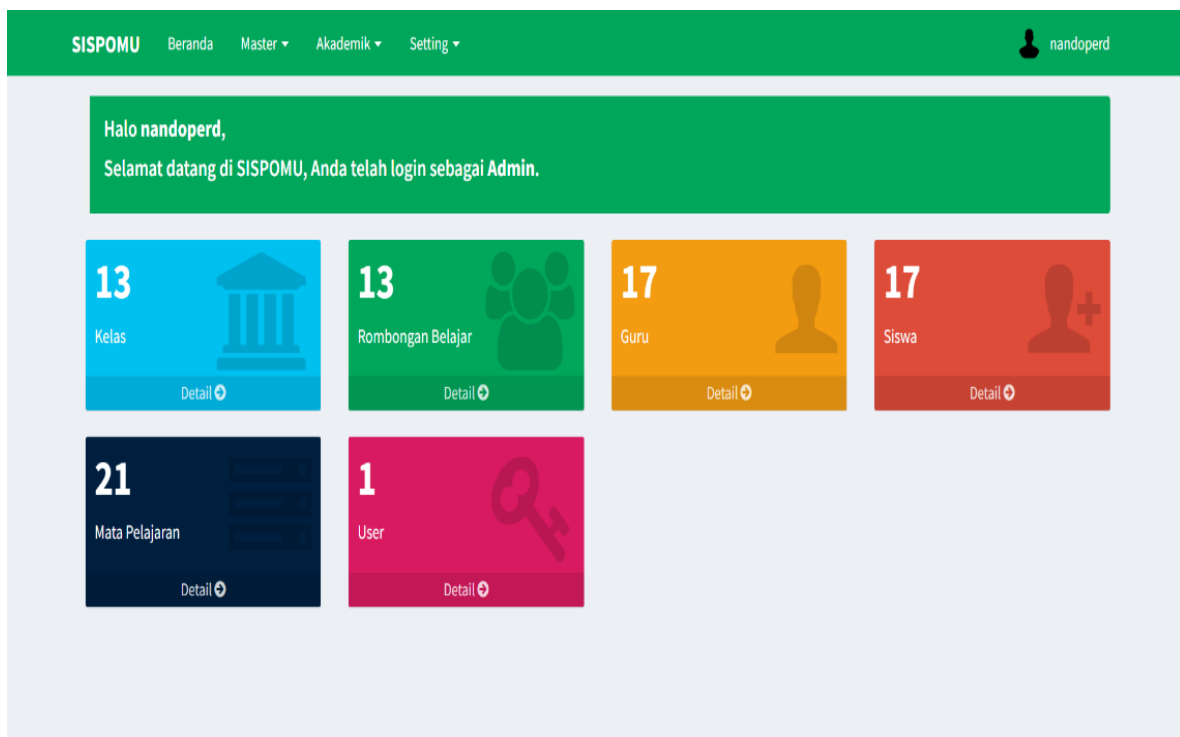 SISPOMU Beranda Master Akademik Setting nandoperd
Halo nandoperd,
Selamat datang di SISPOMU, Anda telah login sebagai Admin.
13
Kelas
Detail
13
Rombongan Belajar
Detail
17
Guru
Detail
17
Siswa
Detail
21
Mata Pelajaran
Detail
1
User
Detail